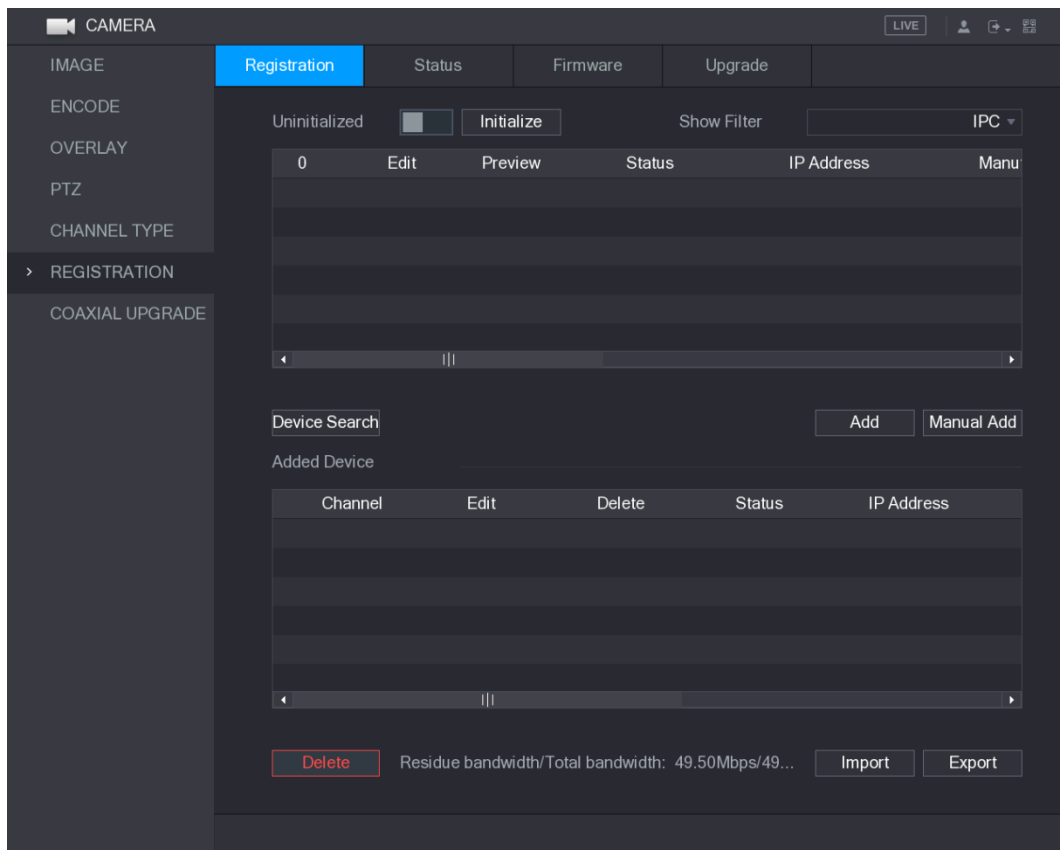 CAMERA LIVE
IMAGE
ENCODE
OVERLAY
PTZ
CHANNEL TYPE
REGISTRATION
COAXIAL UPGRADE
Registration Status Firmware Upgrade
Uninitialized Initialize Show Filter IPC
0 Edit Preview Status IP Address Manu
Device Search Add Manual Add
Added Device
Channel Edit Delete Status IP Address
Delete Residue bandwidth/Total bandwidth: 49.50Mbps/49... Import Export